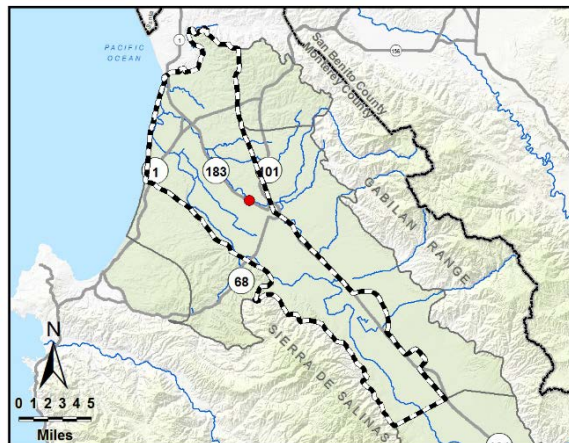 1
PACIFIC
OCEAN
156
San Benito County
Monterey County
183
101
1
GABILAN RANGE
68
SIERRA DE SALINAS
N
0 1 2 3 4 5
Miles